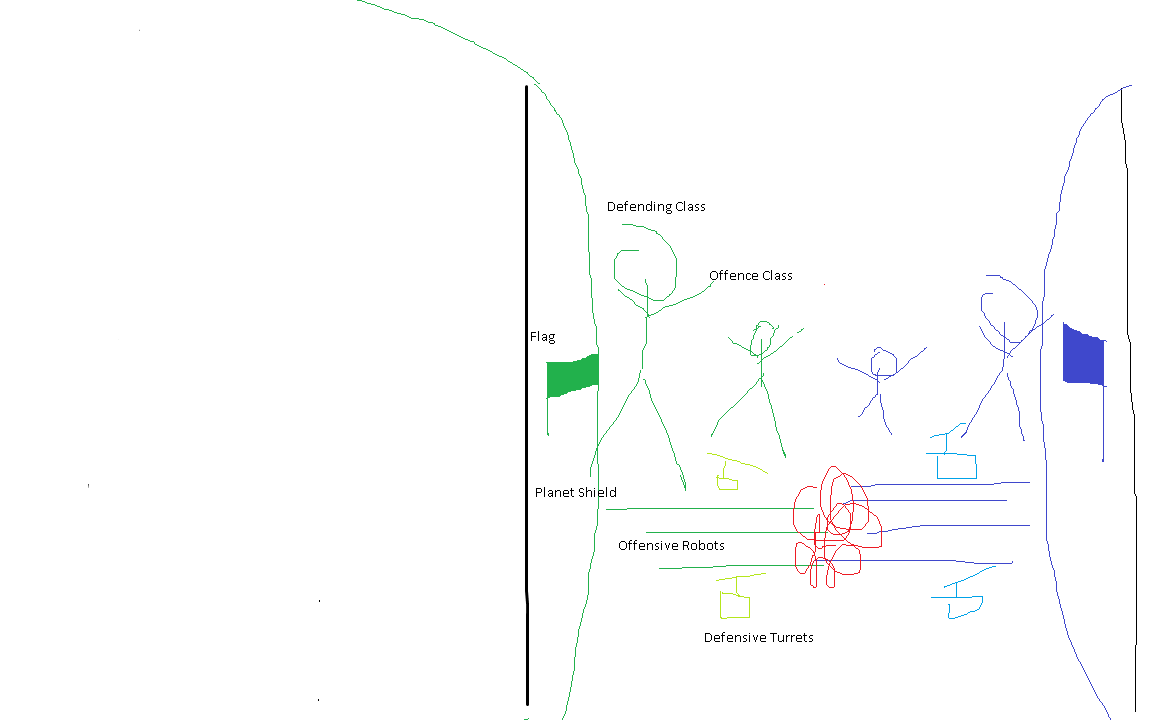 Defending Class
Offence Class
Flag
Planet Shield
Offensive Robots
Defensive Turrets